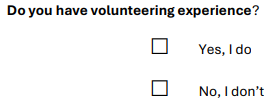 Do you have volunteering experience?
Yes, I do
No, I don't